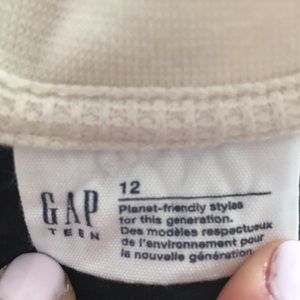 GAP
TEEN
12
Planet-friendly styles
for this generation.
Des modèles respectueux
de l'environnement pour
la nouvelle génération.